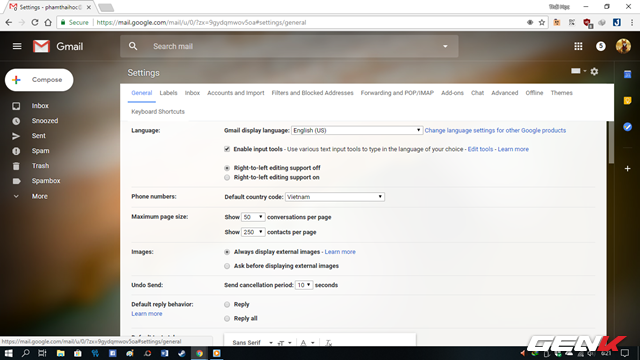 Settings - phamthaihoc@
Thái Học
Secure https://mail.google.com/mail/u/0/?zx=9gydqmwov5oa#settings/general
Gmail
Search mail
Compose
Settings
General Labels Inbox Accounts and Import Filters and Blocked Addresses Forwarding and POP/IMAP Add-ons Chat Advanced Offline Themes
Keyboard Shortcuts
Inbox
Snoozed
Sent
Spam
Trash
Spambox
More
Language: Gmail display language: English (US) Change language settings for other Google products
Enable input tools - Use various text input tools to type in the language of your choice - Edit tools - Learn more
Right-to-left editing support off
Right-to-left editing support on
Phone numbers: Default country code: Vietnam
Maximum page size: Show 50 conversations per page
Show 250 contacts per page
Images: Always display external images - Learn more
Ask before displaying external images
Undo Send: Send cancellation period: 10 seconds
Default reply behavior: Reply
Learn more
Reply all
Sans Serif
https://mail.google.com/mail/u/0/?zx=9gydqmwov5oa#settings/general
GENK
6:21